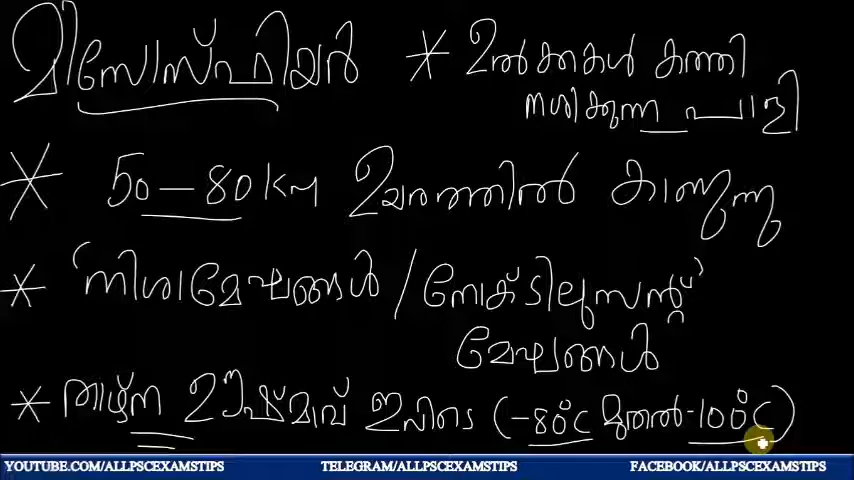 മീസോസ്ഫിയർ * ഉൽക്കകൾ കത്തി
നശിക്കുന്ന പാളി
* 50 - 80 KM ഉയരത്തിൽ കാണുന്നു
* 'നിശാമേഘങ്ങൾ / നോക്ടിലൂസന്റ്'
മേഘങ്ങൾ
* താഴ്ന്ന ഊഷ്മാവ് ഇവിടെ (-80°C മുതൽ -100°C)
YOUTUBE.COM/ALLPSCEXAMSTIPS TELEGRAM/ALLPSCEXAMSTIPS FACEBOOK/ALLPSCEXAMSTIPS